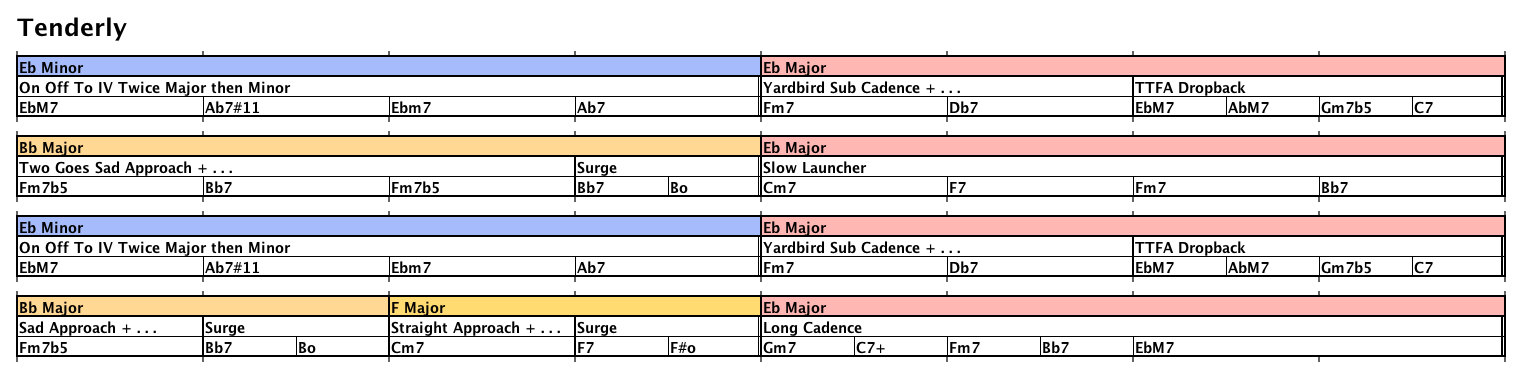 Tenderly
Eb Minor Eb Major
On Off To IV Twice Major then Minor Yardbird Sub Cadence + . . . TTFA Dropback
EbM7 Ab7#11 Ebm7 Ab7 Fm7 Db7 EbM7 AbM7 Gm7b5 C7
Bb Major Eb Major
Two Goes Sad Approach + . . . Surge Slow Launcher
Fm7b5 Bb7 Fm7b5 Bb7 Bo Cm7 F7 Fm7 Bb7
Eb Minor Eb Major
On Off To IV Twice Major then Minor Yardbird Sub Cadence + . . . TTFA Dropback
EbM7 Ab7#11 Ebm7 Ab7 Fm7 Db7 EbM7 AbM7 Gm7b5 C7
Bb Major F Major Eb Major
Sad Approach + . . . Surge Straight Approach + . . . Surge Long Cadence
Fm7b5 Bb7 Bo Cm7 F7 F#o Gm7 C7+ Fm7 Bb7 EbM7